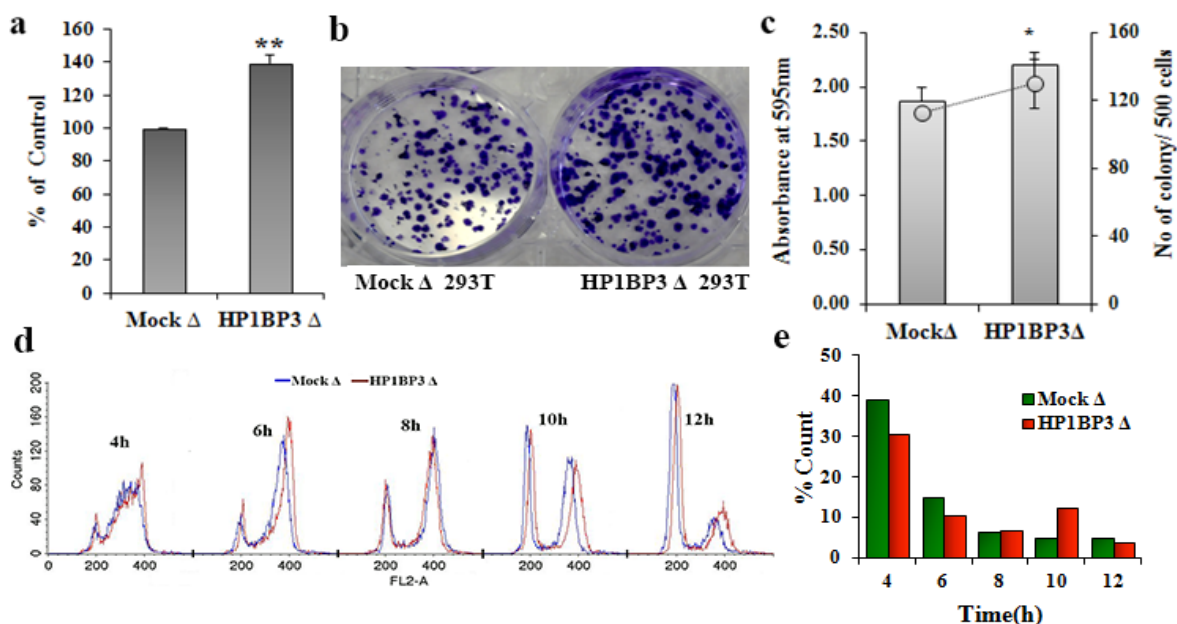 a
160
140
120
100
80
60
40
20
0
% of Control
**
Mock Δ HP1BP3 Δ
b
Mock Δ 293T HP1BP3 Δ 293T
c
2.50
2.00
1.50
1.00
0.50
0.00
Absorbance at 595nm
*
160
120
80
40
0
No of colony/ 500 cells
MockΔ HP1BP3Δ
d
200
160
120
80
40
0
Counts
Mock Δ HP1BP3 Δ
4h 6h 8h 10h 12h
0 200 400 200 400 200 400 200 400 200 400
FL2-A
e
50
40
30
20
10
0
% Count
Mock Δ
HP1BP3 Δ
4 6 8 10 12
Time(h)